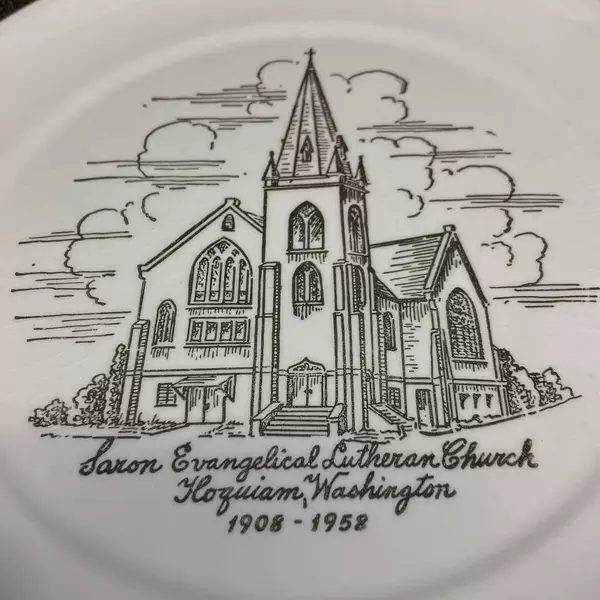 Saron Evangelical Lutheran Church
Hoquiam, Washington
1908 - 1958